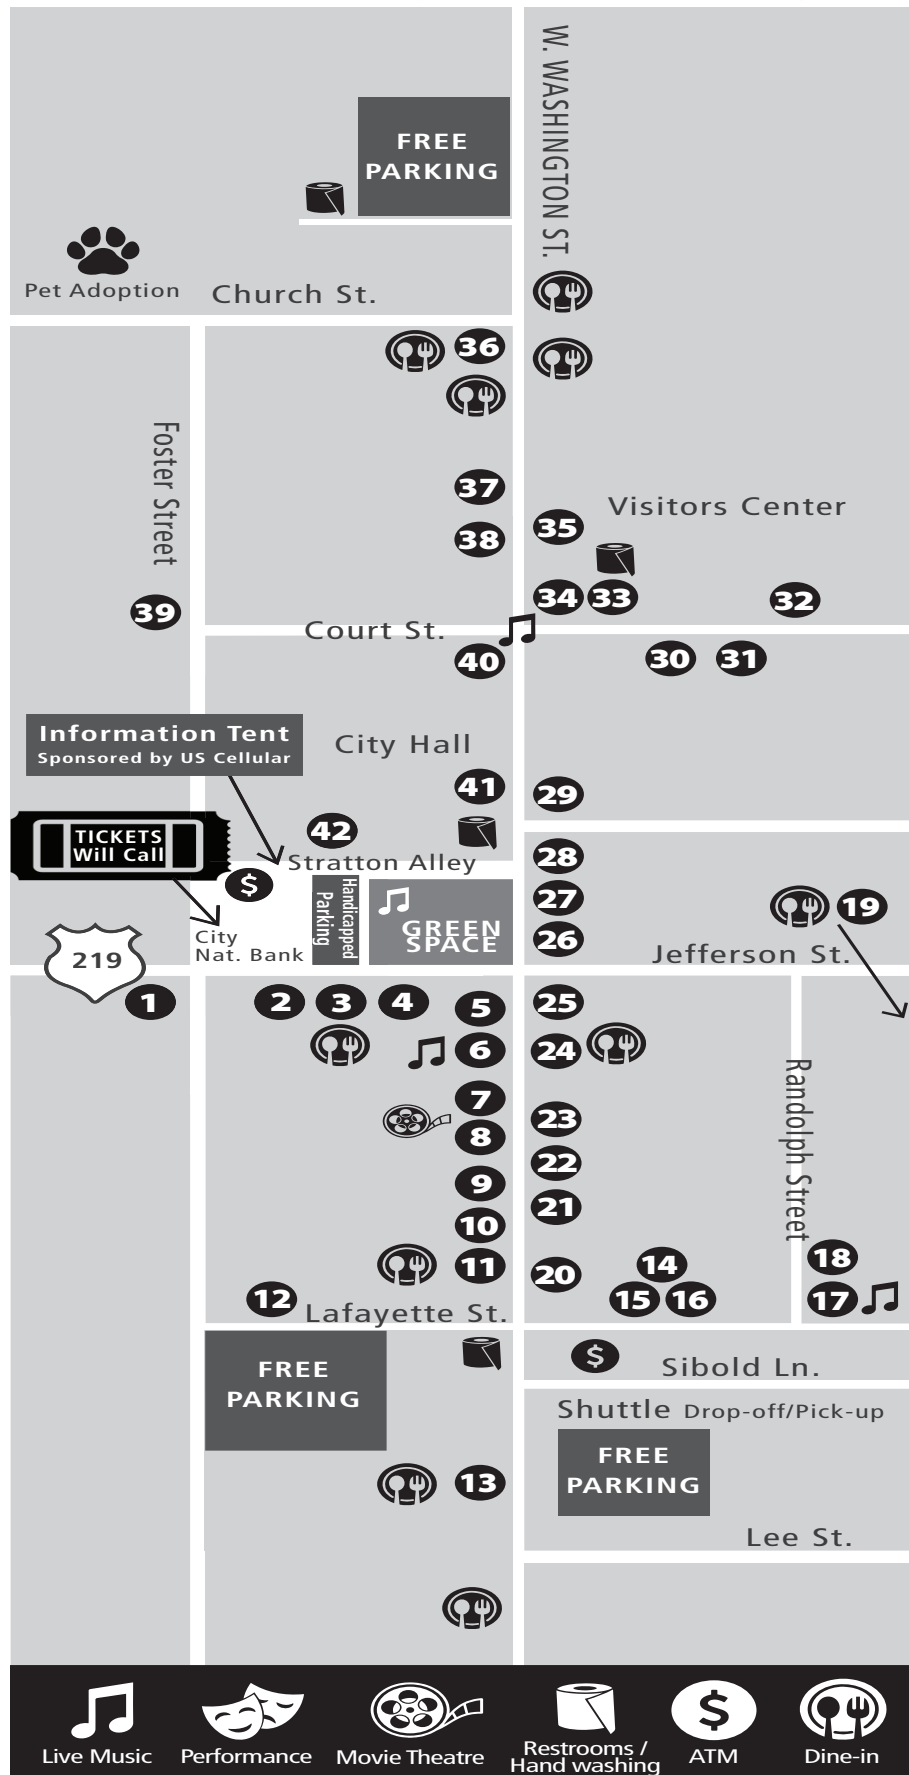 W. WASHINGTON ST.
FREE
PARKING
Pet Adoption
Church St.
36
Foster Street
37
Visitors Center
35
38
34
33
32
39
Court St.
40
30
31
Information Tent
Sponsored by US Cellular
City Hall
41
29
TICKETS
Will Call
42
Stratton Alley
28
$
Handicapped
Parking
27
19
GREEN
SPACE
26
City
Nat. Bank
Jefferson St.
219
1
2
3
4
5
25
6
24
Randolph Street
7
23
8
22
9
21
10
18
11
20
14
12
15
16
17
Lafayette St.
FREE
PARKING
$
Sibold Ln.
Shuttle Drop-off/Pick-up
FREE
PARKING
13
Lee St.
Live Music
Performance
Movie Theatre
Restrooms /
Hand washing
$
ATM
Dine-in